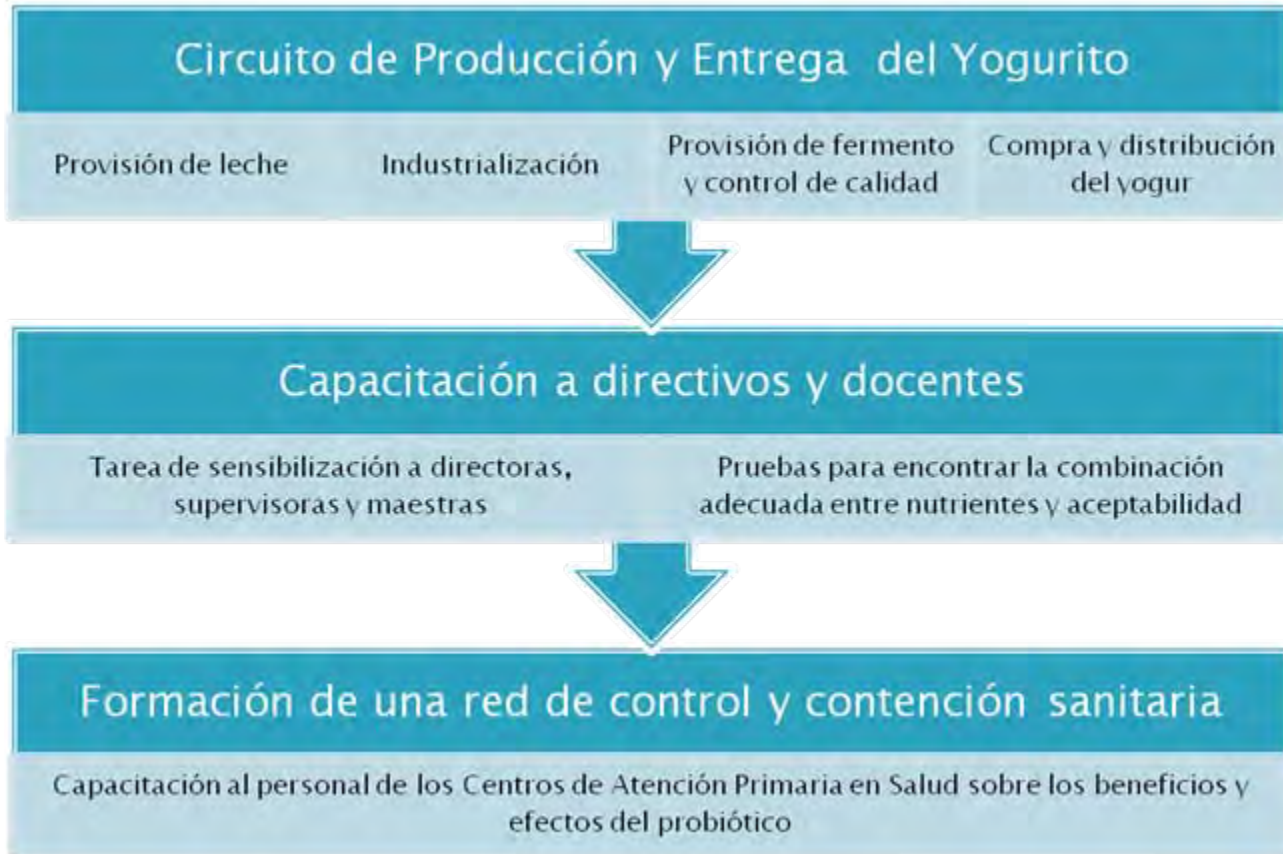 Circuito de Producción y Entrega del Yogurito
Provisión de leche
Industrialización
Provisión de fermento
y control de calidad
Compra y distribución
del yogur
Capacitación a directivos y docentes
Tarea de sensibilización a directoras,
supervisoras y maestras
Pruebas para encontrar la combinación
adecuada entre nutrientes y aceptabilidad
Formación de una red de control y contención sanitaria
Capacitación al personal de los Centros de Atención Primaria en Salud sobre los beneficios y
efectos del probiótico